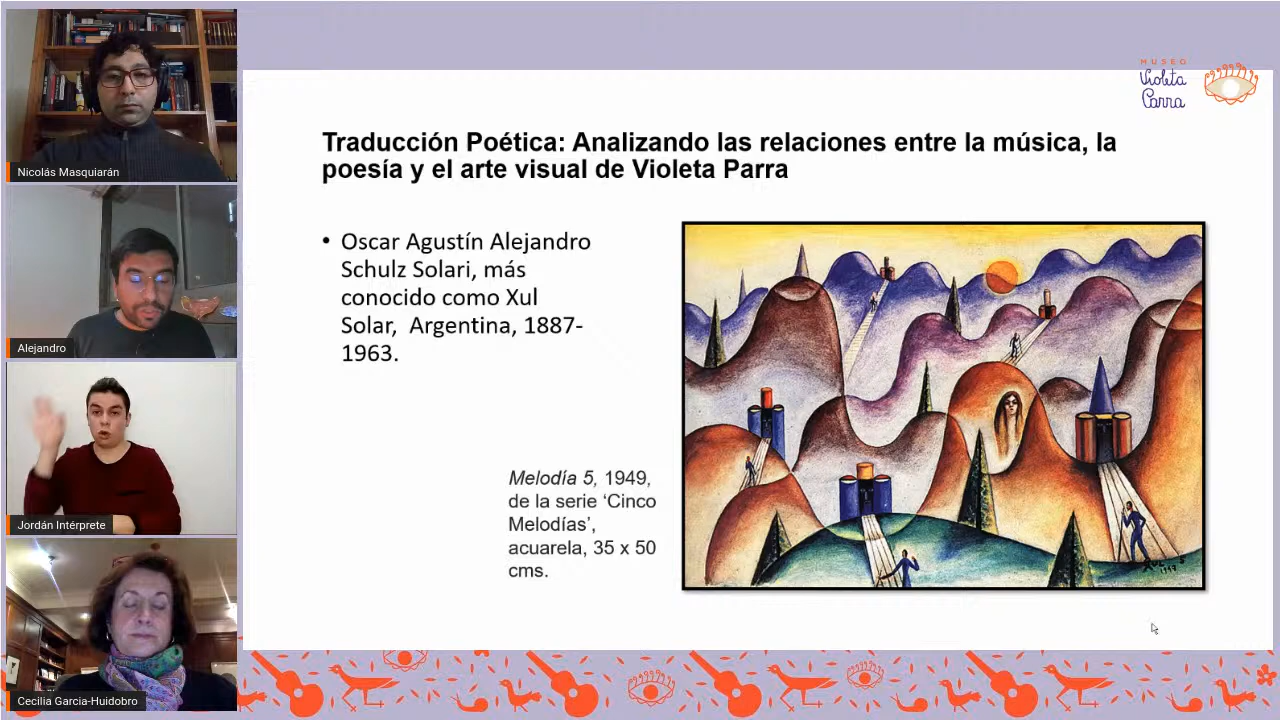 Nicolás Masquiarán
Alejandro
Jordán Intérprete
Cecilia Garcia-Huidobro
MUSEO
Violeta
Parra
Traducción Poética: Analizando las relaciones entre la música, la
poesía y el arte visual de Violeta Parra
• Oscar Agustín Alejandro
Schulz Solari, más
conocido como Xul
Solar, Argentina, 1887-
1963.
Melodía 5, 1949,
de la serie ‘Cinco
Melodías’,
acuarela, 35 x 50
cms.